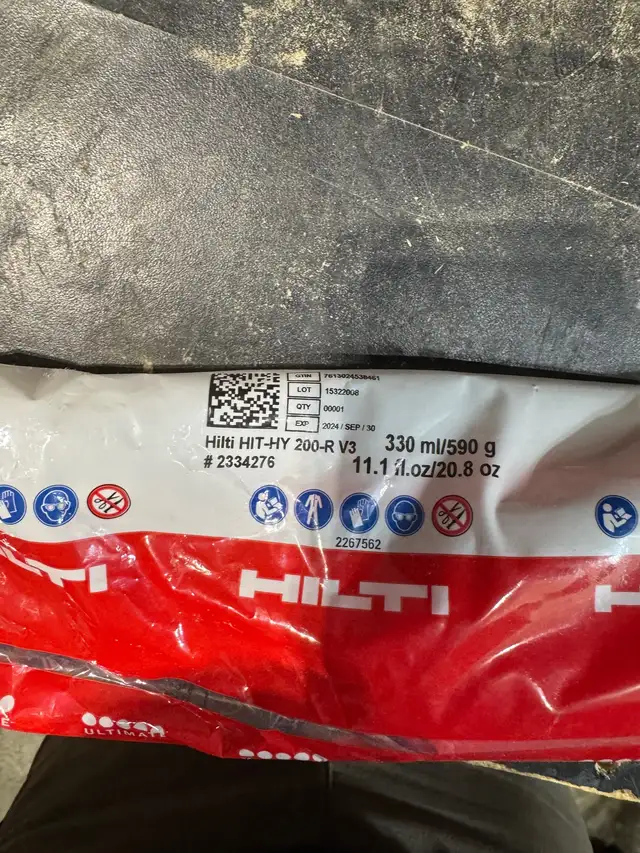 GTIN 7613024538461
LOT 15322008
QTY 00001
EXP 2024 / SEP / 30
Hilti HIT-HY 200-R V3 330 ml/590 g
# 2334276 11.1 fl.oz/20.8 oz
2267562
HILTI
ULTIMATE